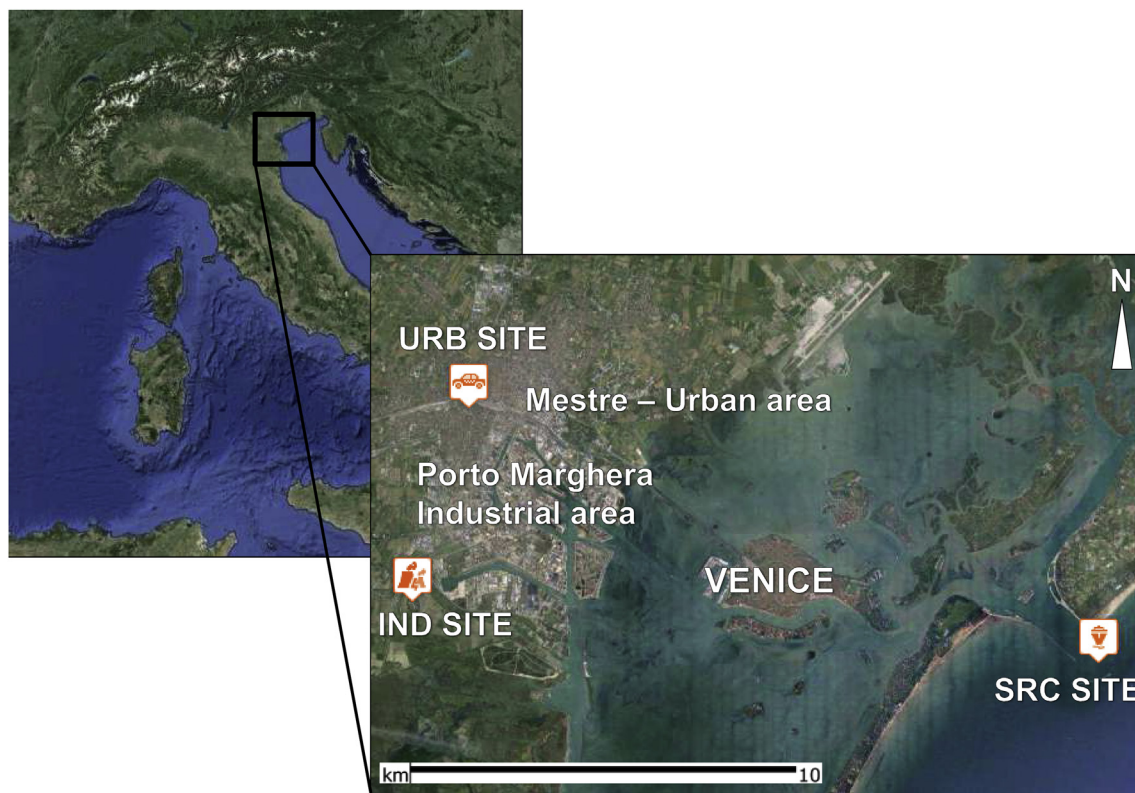 N
URB SITE
Mestre – Urban area
Porto Marghera
Industrial area
VENICE
IND SITE
SRC SITE
km 10